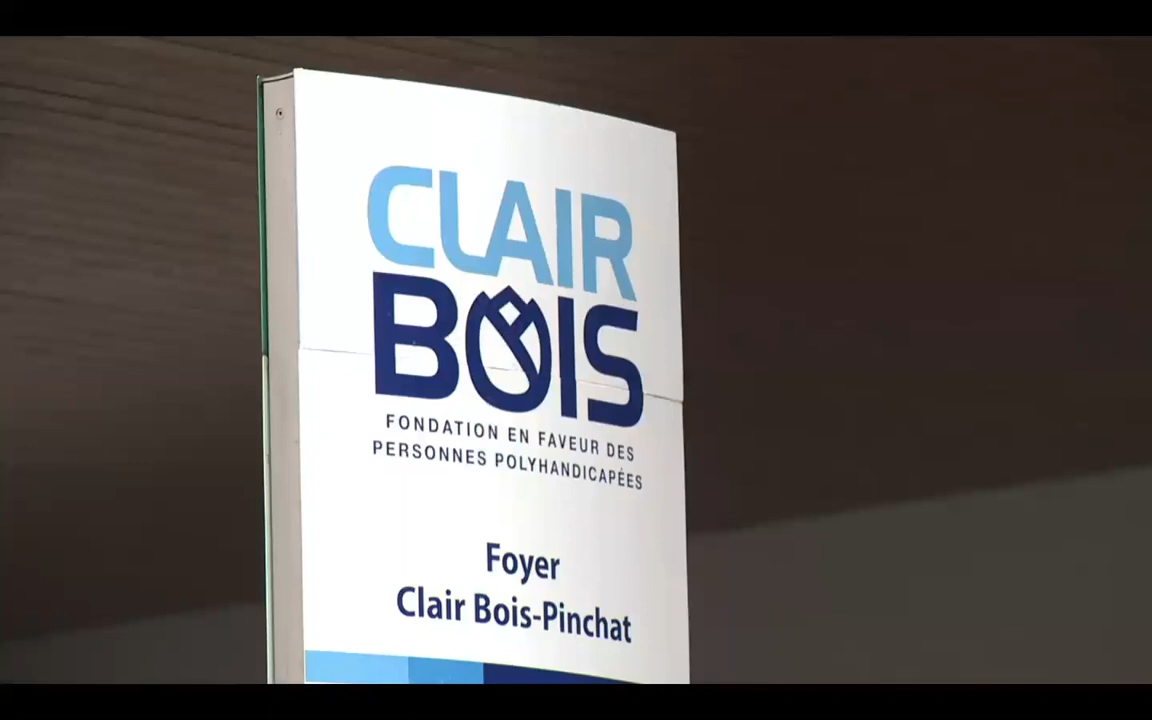 CLAIR
BOIS
FONDATION EN FAVEUR DES
PERSONNES POLYHANDICAPÉES
Foyer
Clair Bois-Pinchat